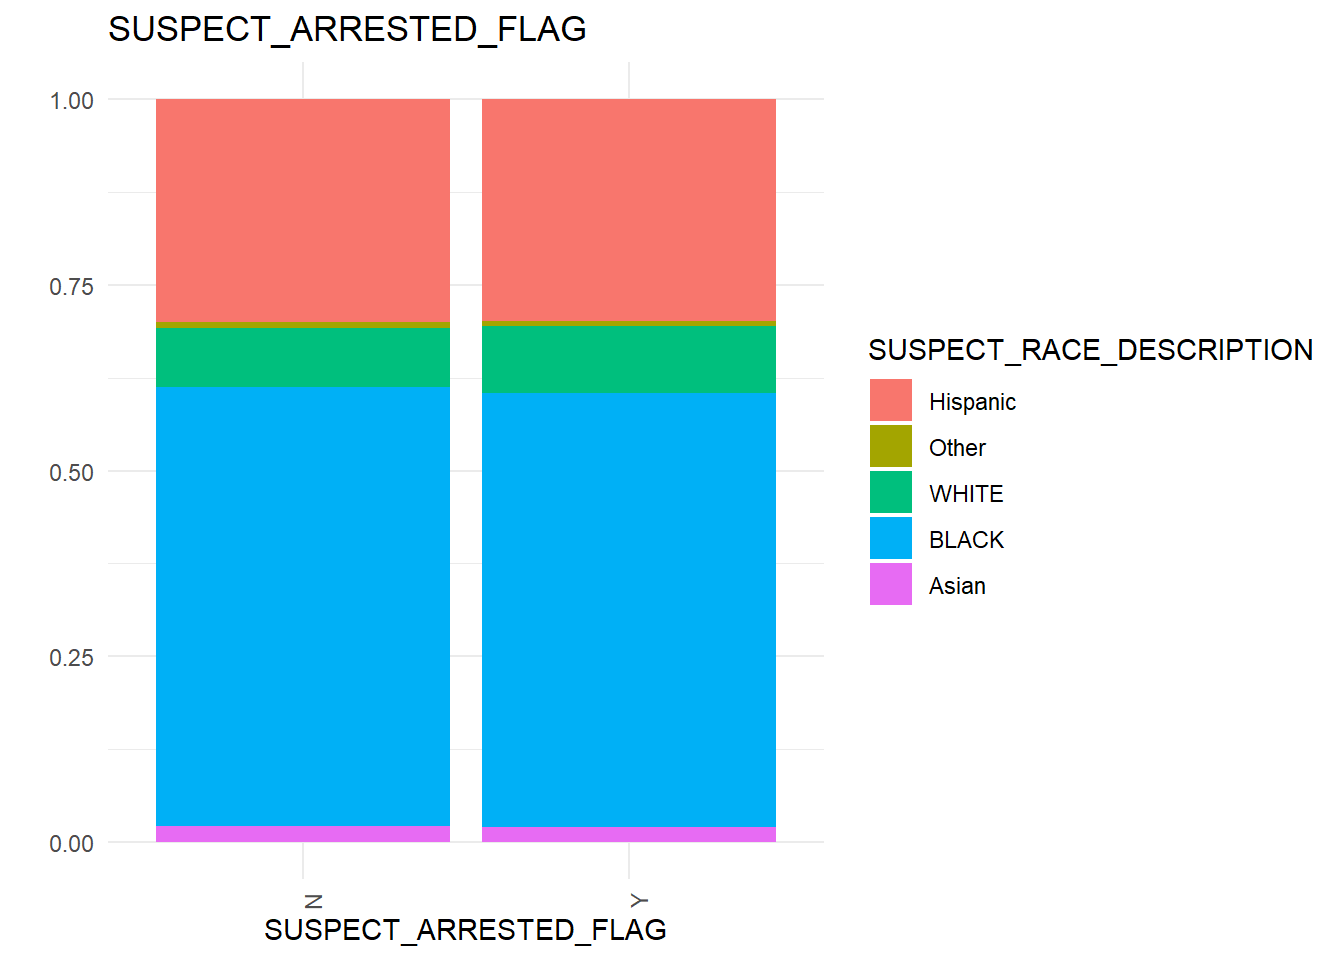 SUSPECT_ARRESTED_FLAG
1.00
0.75
0.50
0.25
0.00
N
Y
SUSPECT_ARRESTED_FLAG
SUSPECT_RACE_DESCRIPTION
Hispanic
Other
WHITE
BLACK
Asian